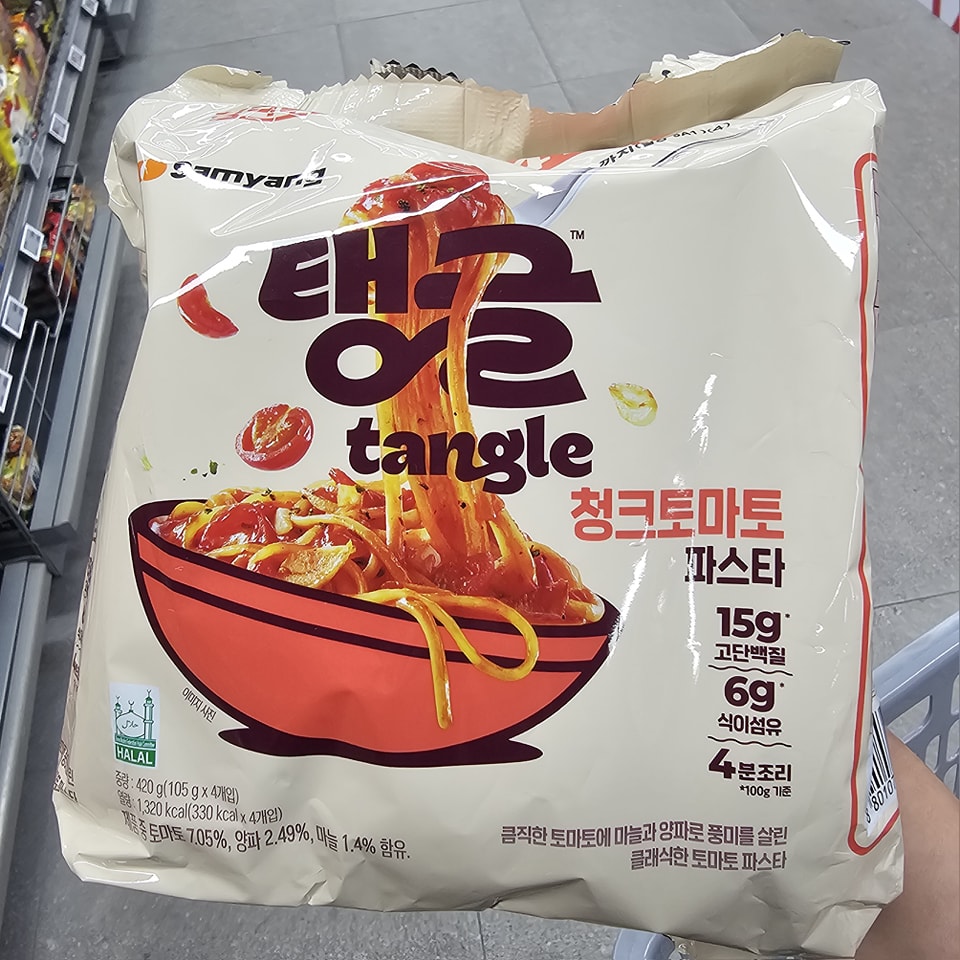 samyang
까지
탱글™
tangle
청크토마토
파스타
15g*
고단백질
6g*
식이섬유
4분조리
*100g 기준
이미지 사진
HALAL
중량 : 420 g(105 g x 4개입)
열량 : 1,320 kcal(330 kcal x 4개입)
제품 중 토마토 7.05%, 양파 2.49%, 마늘 1.4% 함유.
큼직한 토마토에 마늘과 양파로 풍미를 살린
클래식한 토마토 파스타